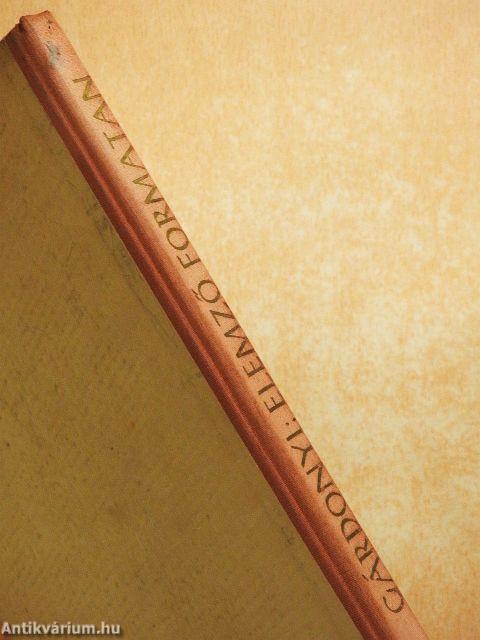 GÁRDONYI: ELEMZŐ FORMATAN
Antikvárium.hu